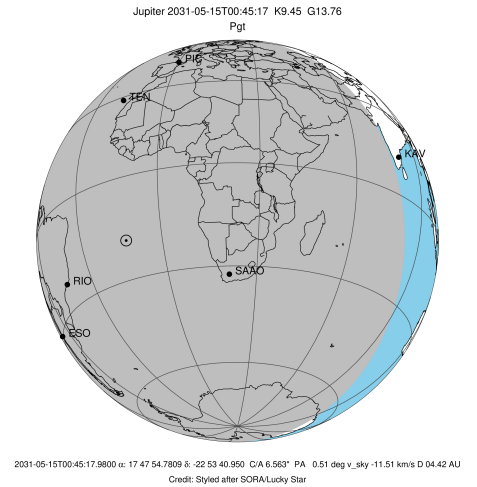 Jupiter 2031-05-15T00:45:17 K9.45 G13.76
Pgt
PIC
TEN
KAV
RIO
SAAO
ESO
2031-05-15T00:45:17.9800 α: 17 47 54.7809 δ: -22 53 40.950 C/A 6.563" PA 0.51 deg v_sky -11.51 km/s D 04.42 AU
Credit: Styled after SORA/Lucky Star